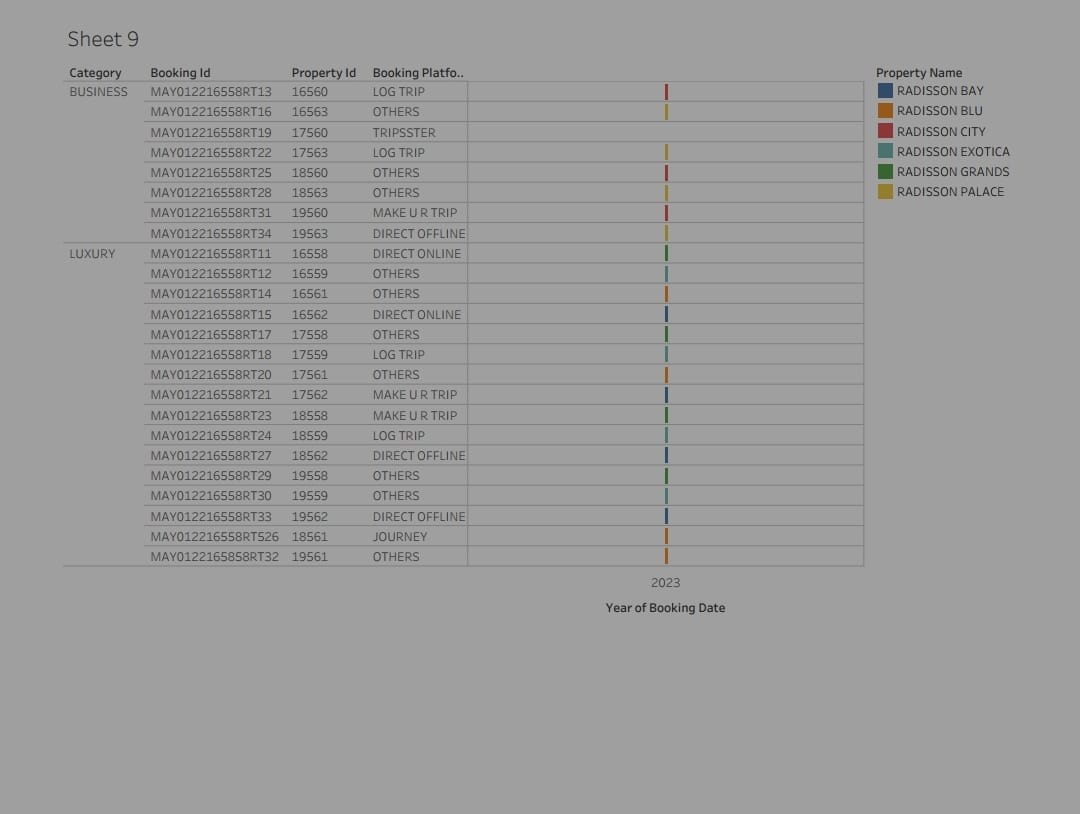 Sheet 9
Category Booking Id Property Id Booking Platfo.. Property Name
BUSINESS MAY012216558RT13 16560 LOG TRIP RADISSON BAY
MAY012216558RT16 16563 OTHERS RADISSON BLU
MAY012216558RT19 17560 TRIPSSTER RADISSON CITY
MAY012216558RT22 17563 LOG TRIP RADISSON EXOTICA
MAY012216558RT25 18560 OTHERS RADISSON GRANDS
MAY012216558RT28 18563 OTHERS RADISSON PALACE
MAY012216558RT31 19560 MAKE U R TRIP
MAY012216558RT34 19563 DIRECT OFFLINE
LUXURY MAY012216558RT11 16558 DIRECT ONLINE
MAY012216558RT12 16559 OTHERS
MAY012216558RT14 16561 OTHERS
MAY012216558RT15 16562 DIRECT ONLINE
MAY012216558RT17 17558 OTHERS
MAY012216558RT18 17559 LOG TRIP
MAY012216558RT20 17561 OTHERS
MAY012216558RT21 17562 MAKE U R TRIP
MAY012216558RT23 18558 MAKE U R TRIP
MAY012216558RT24 18559 LOG TRIP
MAY012216558RT27 18562 DIRECT OFFLINE
MAY012216558RT29 19558 OTHERS
MAY012216558RT30 19559 OTHERS
MAY012216558RT33 19562 DIRECT OFFLINE
MAY012216558RT526 18561 JOURNEY
MAY0122165858RT32 19561 OTHERS
2023
Year of Booking Date